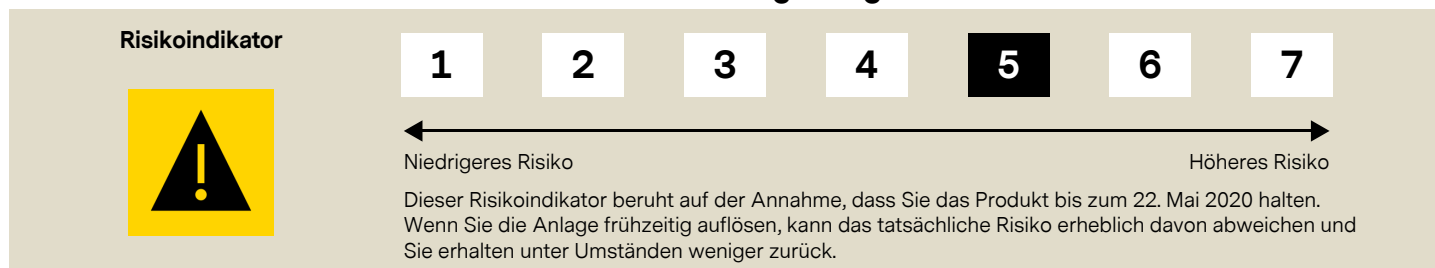 Risikoindikator
1 2 3 4 5 6 7
Niedrigeres Risiko Höheres Risiko
Dieser Risikoindikator beruht auf der Annahme, dass Sie das Produkt bis zum 22. Mai 2020 halten.
Wenn Sie die Anlage frühzeitig auflösen, kann das tatsächliche Risiko erheblich davon abweichen und
Sie erhalten unter Umständen weniger zurück.